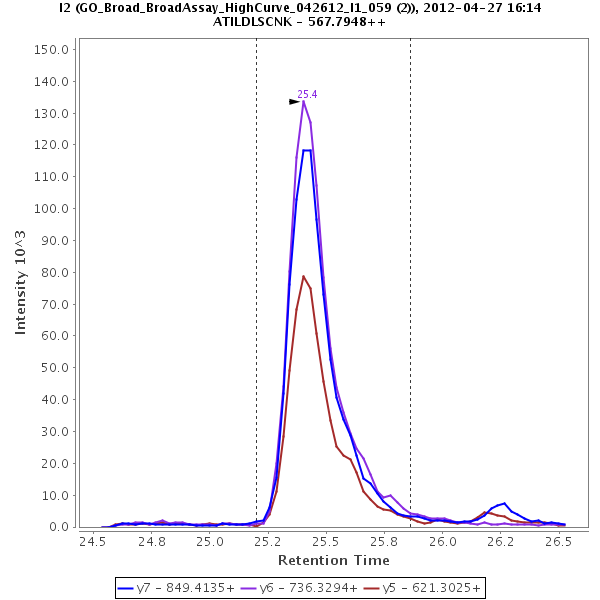 I2 (GO_Broad_BroadAssay_HighCurve_042612_I1_059 (2)), 2012-04-27 16:14
ATILDLSCNK - 567.7948++
150.0
140.0
130.0
120.0
110.0
100.0
90.0
80.0
70.0
60.0
50.0
40.0
30.0
20.0
10.0
0.0
Intensity 10^3
25.4
24.5 24.8 25.0 25.2 25.5 25.8 26.0 26.2 26.5
Retention Time
y7 - 849.4135+ y6 - 736.3294+ y5 - 621.3025+